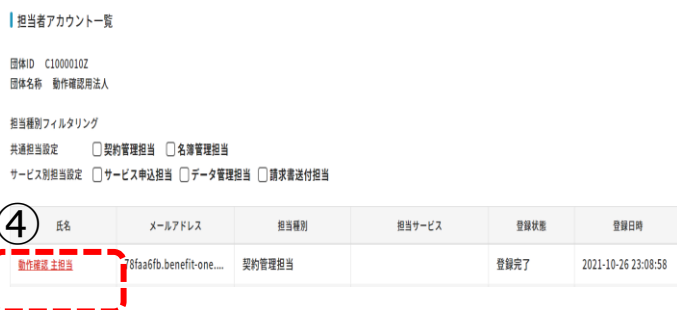 担当者アカウント一覧
団体ID C1000010Z
団体名称 動作確認用法人
担当種別フィルタリング
共通担当設定 契約管理担当 名簿管理担当
サービス別担当設定 サービス申込担当 データ管理担当 請求書送付担当
④ 氏名 メールアドレス 担当種別 担当サービス 登録状態 登録日時
動作確認 主担当 78faa6fb.benefit-one.... 契約管理担当 登録完了 2021-10-26 23:08:58